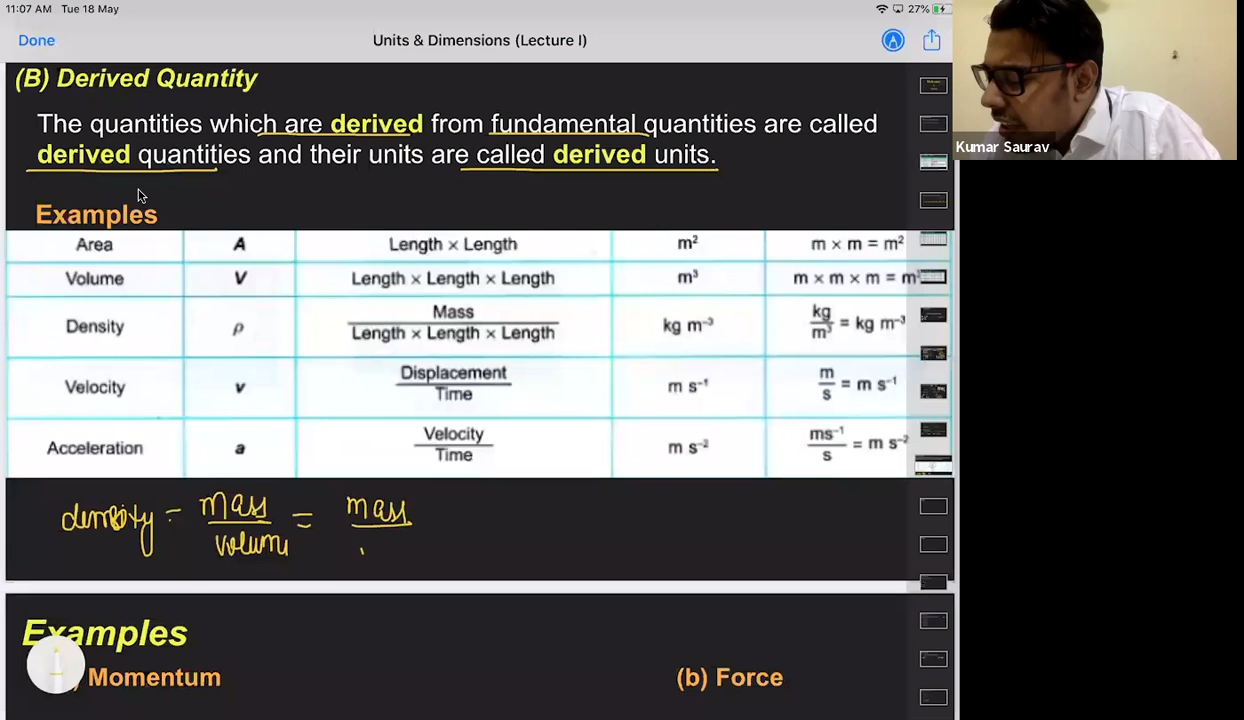 11:07 AM Tue 18 May
27%
Done
Units & Dimensions (Lecture I)
(B) Derived Quantity
The quantities which are derived from fundamental quantities are called
derived quantities and their units are called derived units.
Kumar Saurav
Examples
Area A Length × Length m² m × m = m²
Volume V Length × Length × Length m³ m × m × m = m³
Density ρ Mass / Length × Length × Length kg m⁻³ kg / m³ = kg m⁻³
Velocity v Displacement / Time m s⁻¹ m / s = m s⁻¹
Acceleration a Velocity / Time m s⁻² ms⁻¹ / s = m s⁻²
density = mass / volume = mass
Examples
Momentum (b) Force